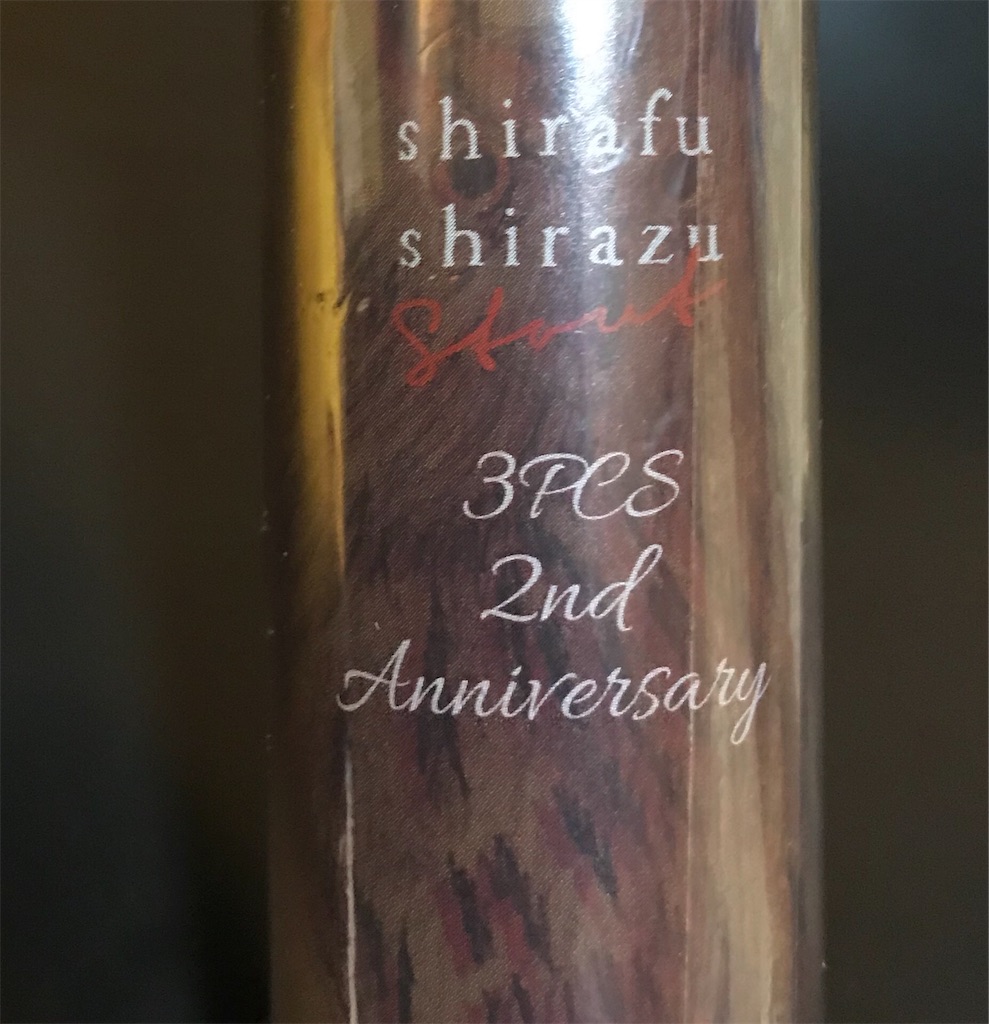 shirafu
shirazu
Stout
3PCS
2nd
Anniversary